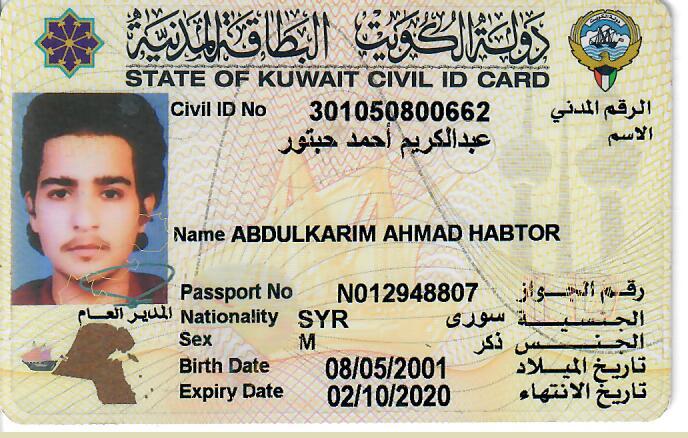 دولة الكويت البطاقة المدنية
STATE OF KUWAIT CIVIL ID CARD
Civil ID No 301050800662 الرقم المدني
عبدالكريم أحمد حبتور الاسم
Name ABDULKARIM AHMAD HABTOR
Passport No N012948807 رقم الجواز
المدير العام
Nationality SYR سورى الجنسية
Sex M ذكر الجنس
Birth Date 08/05/2001 تاريخ الميلاد
Expiry Date 02/10/2020 تاريخ الانتهاء